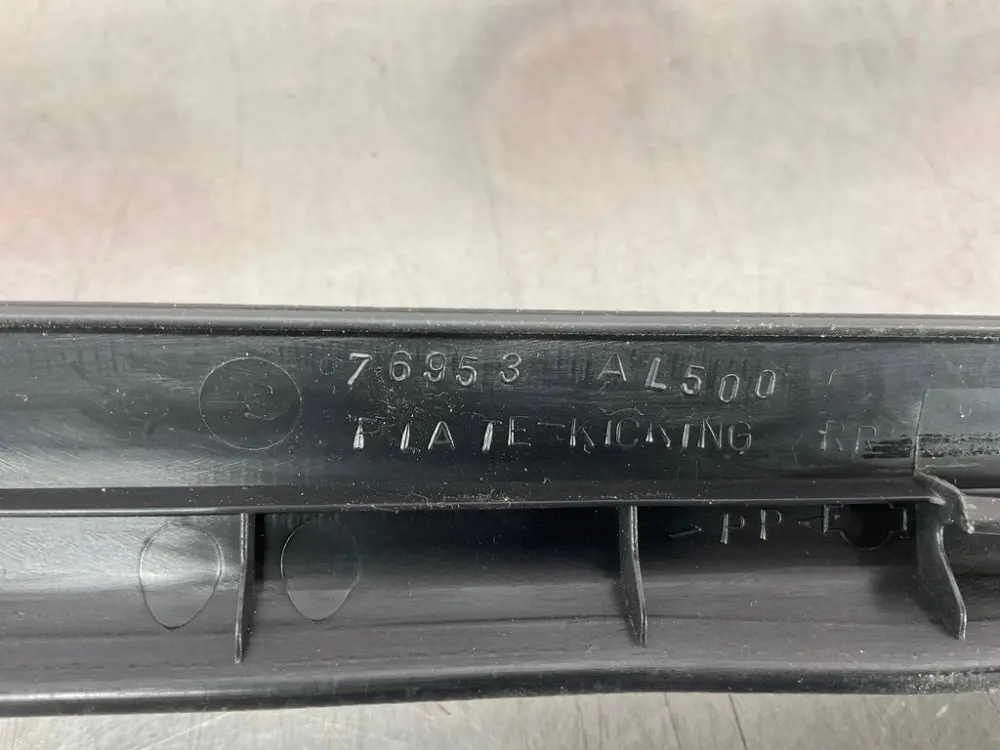 76953 AL500
PLATE-KICKING RR
>PP<